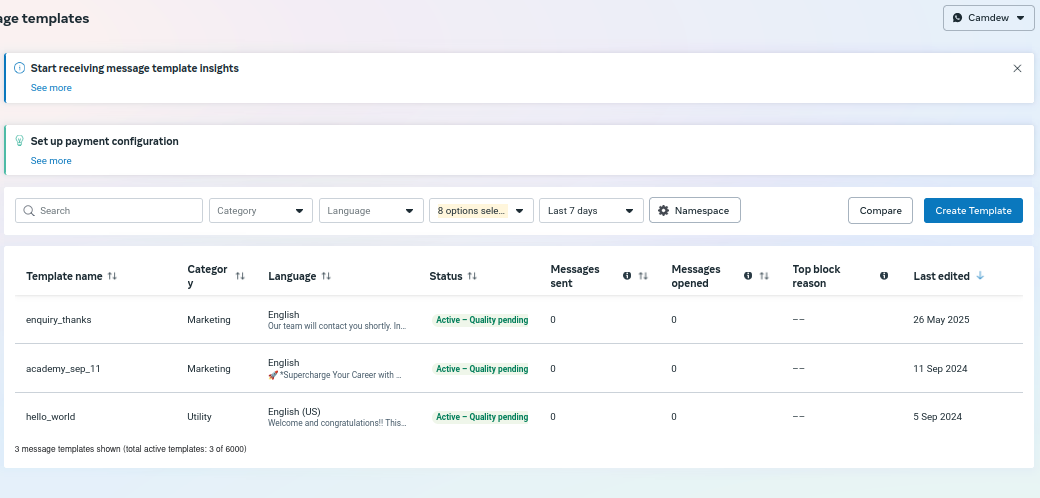 age templates
Camdew
Start receiving message template insights
See more
Set up payment configuration
See more
Search
Category
Language
8 options sele...
Last 7 days
Namespace
Compare
Create Template
Template name
Categor
y
Language
Status
Messages
sent
Messages
opened
Top block
reason
Last edited
enquiry_thanks
Marketing
English
Our team will contact you shortly. In...
Active – Quality pending
0
0
––
26 May 2025
academy_sep_11
Marketing
English
🚀 *Supercharge Your Career with ...
Active – Quality pending
0
0
––
11 Sep 2024
hello_world
Utility
English (US)
Welcome and congratulations!! This...
Active – Quality pending
0
0
––
5 Sep 2024
3 message templates shown (total active templates: 3 of 6000)